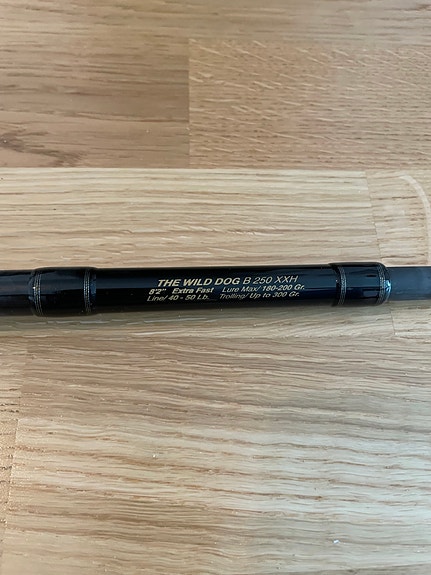 THE WILD DOG B 250 XXH
8'2" Extra Fast Lure Max/ 180-200 Gr.
Line/ 40 - 50 Lb. Trolling/ Up to 300 Gr.